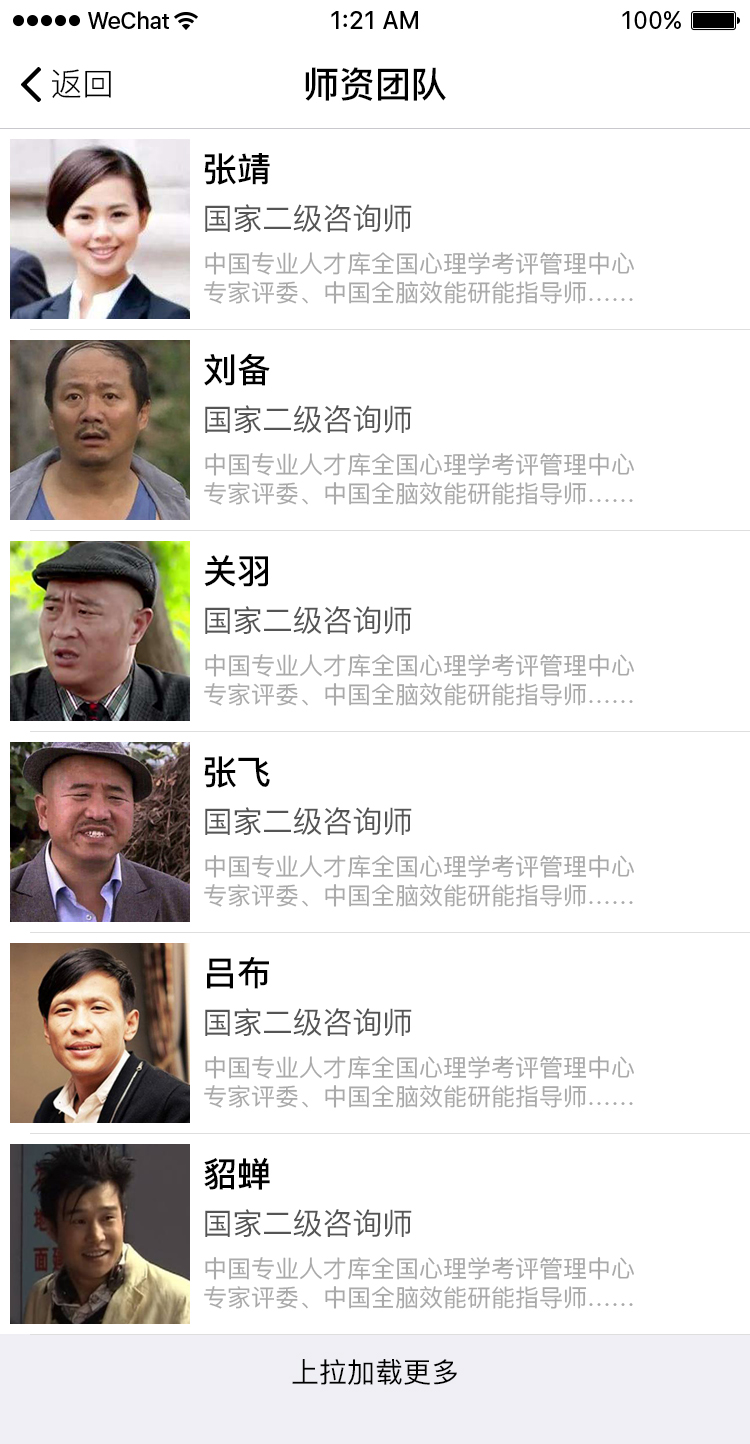 WeChat 1:21 AM 100%
返回 师资团队
张靖
国家二级咨询师
中国专业人才库全国心理学考评管理中心
专家评委、中国全脑效能研能指导师……
刘备
国家二级咨询师
中国专业人才库全国心理学考评管理中心
专家评委、中国全脑效能研能指导师……
关羽
国家二级咨询师
中国专业人才库全国心理学考评管理中心
专家评委、中国全脑效能研能指导师……
张飞
国家二级咨询师
中国专业人才库全国心理学考评管理中心
专家评委、中国全脑效能研能指导师……
吕布
国家二级咨询师
中国专业人才库全国心理学考评管理中心
专家评委、中国全脑效能研能指导师……
貂蝉
国家二级咨询师
中国专业人才库全国心理学考评管理中心
专家评委、中国全脑效能研能指导师……
上拉加载更多